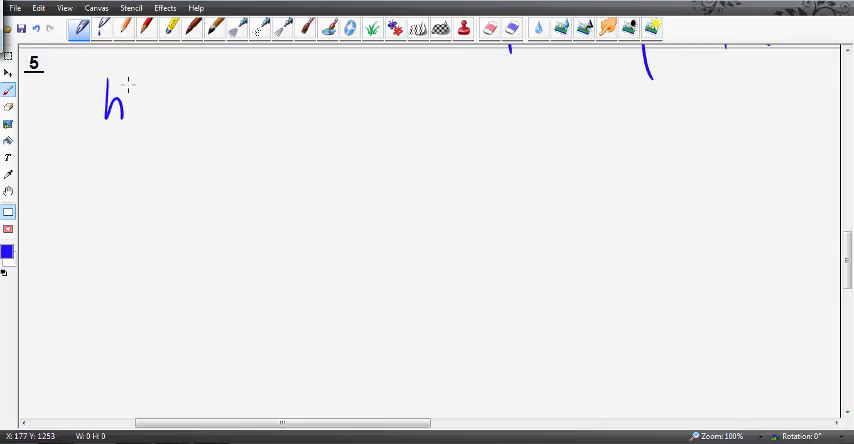 File Edit View Canvas Stencil Effects Help
5
h
T
X: 177 Y: 1253 W: 0 H: 0 Zoom: 100% Rotation: 0°